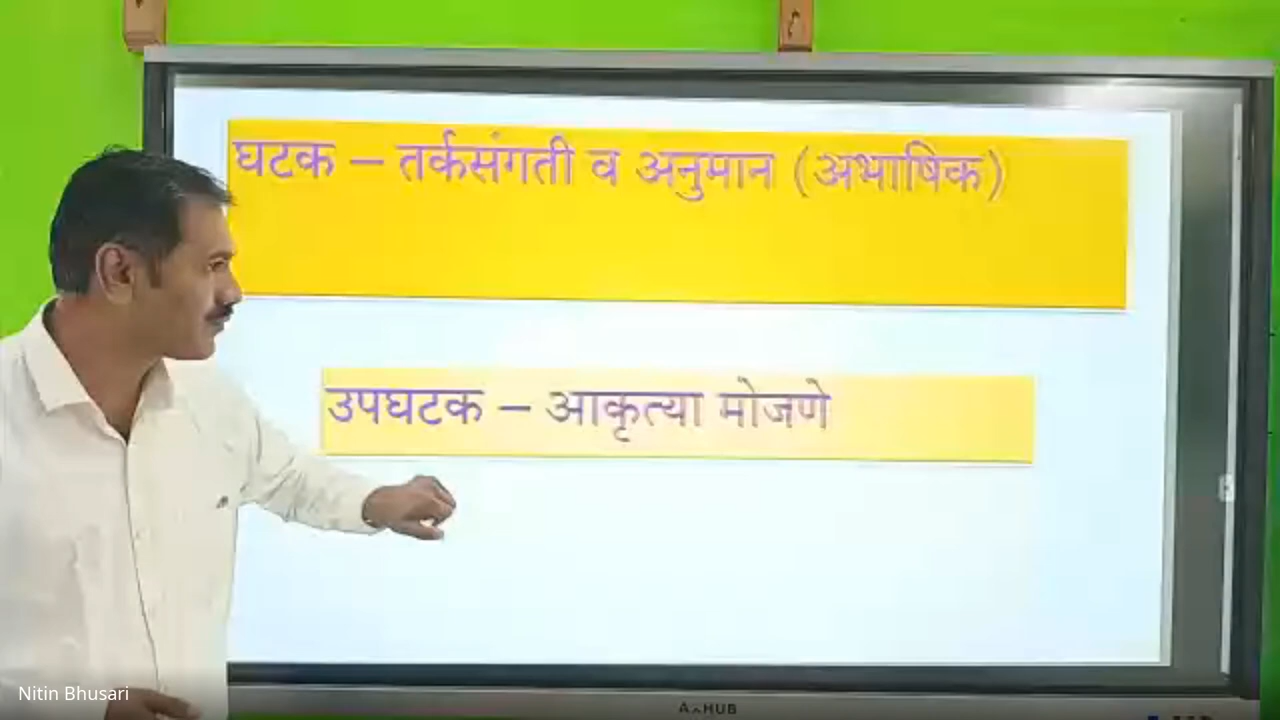 घटक – तर्कसंगती व अनुमान (अभाषिक)
उपघटक – आकृत्या मोजणे
Nitin Bhusari